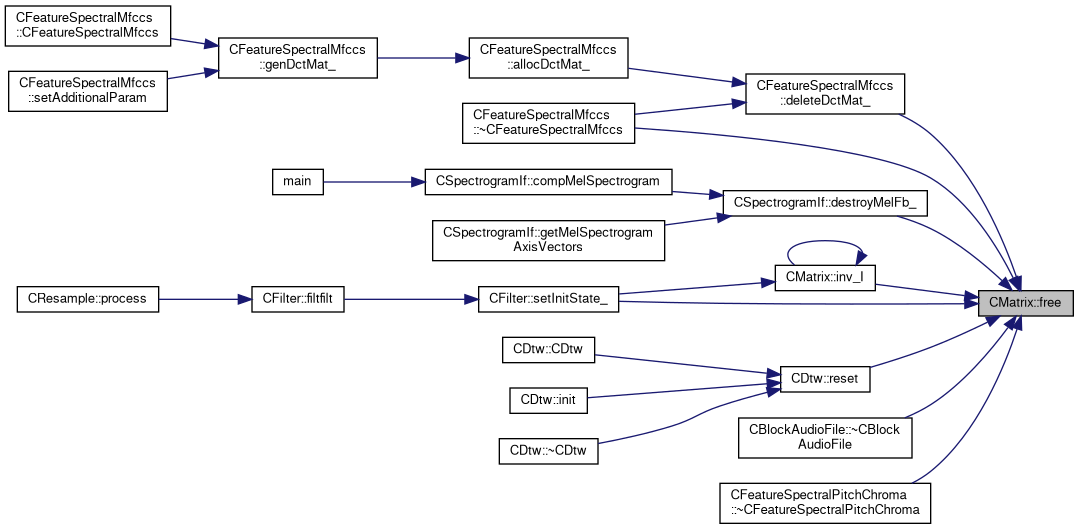 CFeatureSpectralMfccs
::CFeatureSpectralMfccs
CFeatureSpectralMfccs
::setAdditionalParam
CFeatureSpectralMfccs
::genDctMat_
CFeatureSpectralMfccs
::allocDctMat_
CFeatureSpectralMfccs
::~CFeatureSpectralMfccs
CFeatureSpectralMfccs
::deleteDctMat_
main
CSpectrogramIf::compMelSpectrogram
CSpectrogramIf::getMelSpectrogram
AxisVectors
CSpectrogramIf::destroyMelFb_
CMatrix::inv_I
CResample::process
CFilter::filtfilt
CFilter::setInitState_
CMatrix::free
CDtw::CDtw
CDtw::init
CDtw::~CDtw
CDtw::reset
CBlockAudioFile::~CBlock
AudioFile
CFeatureSpectralPitchChroma
::~CFeatureSpectralPitchChroma